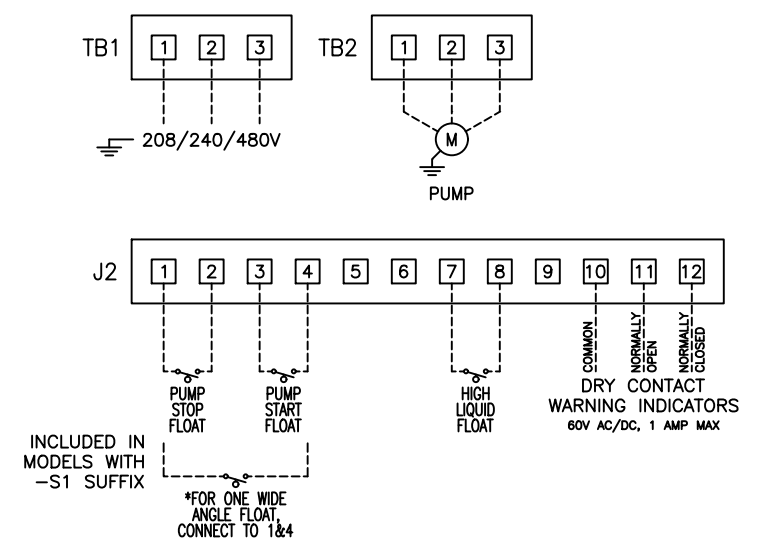 TB1 1 2 3 TB2 1 2 3
208/240/480V
M
PUMP
J2 1 2 3 4 5 6 7 8 9 10 11 12
COMMON
NORMALLY
OPEN
NORMALLY
CLOSED
PUMP
STOP
FLOAT
PUMP
START
FLOAT
HIGH
LIQUID
FLOAT
DRY CONTACT
WARNING INDICATORS
60V AC/DC, 1 AMP MAX
INCLUDED IN
MODELS WITH
-S1 SUFFIX
*FOR ONE WIDE
ANGLE FLOAT,
CONNECT TO 1&4